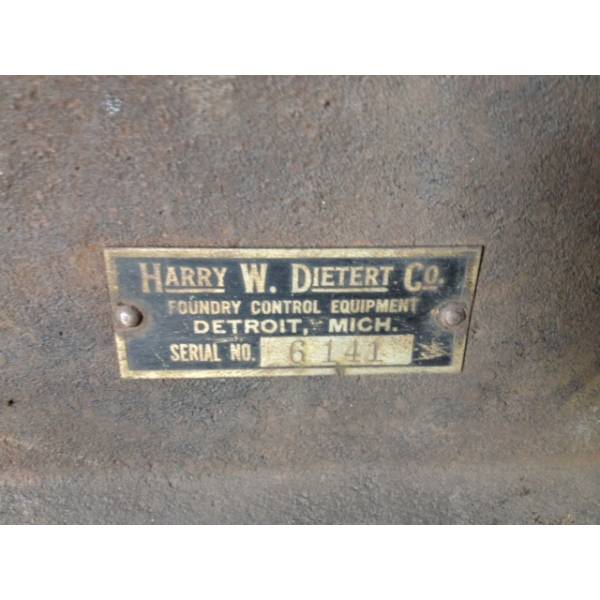 HARRY W. DIETERT CO.
FOUNDRY CONTROL EQUIPMENT
DETROIT, MICH.
SERIAL NO. 6141